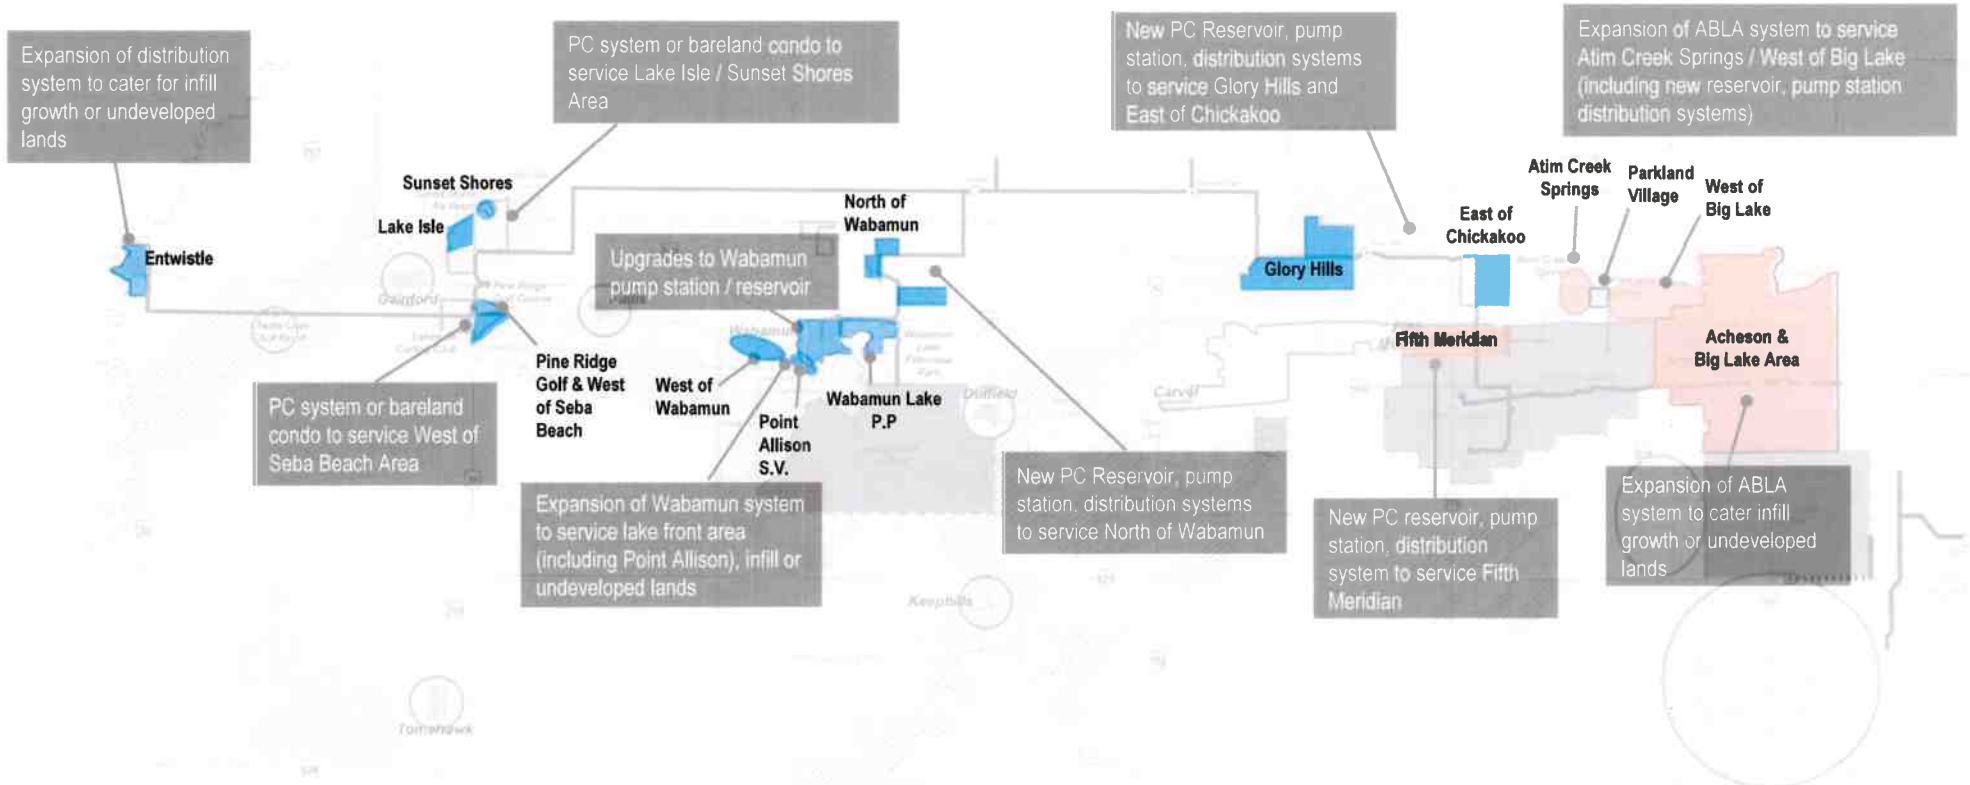 Expansion of distribution
system to cater for infill
growth or undeveloped
lands
PC system or bareland condo to
service Lake Isle / Sunset Shores
Area
New PC Reservoir, pump
station, distribution systems
to service Glory Hills and
East of Chickakoo
Expansion of ABLA system to service
Atim Creek Springs / West of Big Lake
(including new reservoir, pump station
distribution systems)
Sunset Shores
Lake Isle
Entwistle
North of
Wabamun
Upgrades to Wabamun
pump station / reservoir
Glory Hills
East of
Chickakoo
Atim Creek
Springs
Parkland
Village
West of
Big Lake
Gainford
Wabamun
Fifth Meridian
Acheson &
Big Lake Area
Pine Ridge
Golf & West
of Seba
Beach
West of
Wabamun
Point
Allison
S.V.
Wabamun Lake
P.P
Duffield
Carvel
PC system or bareland
condo to service West of
Seba Beach Area
Expansion of Wabamun system
to service lake front area
(including Point Allison), infill or
undeveloped lands
New PC Reservoir, pump
station, distribution systems
to service North of Wabamun
New PC reservoir, pump
station, distribution
system to service Fifth
Meridian
Expansion of ABLA
system to cater infill
growth or undeveloped
lands
Keephills
Tomahawk